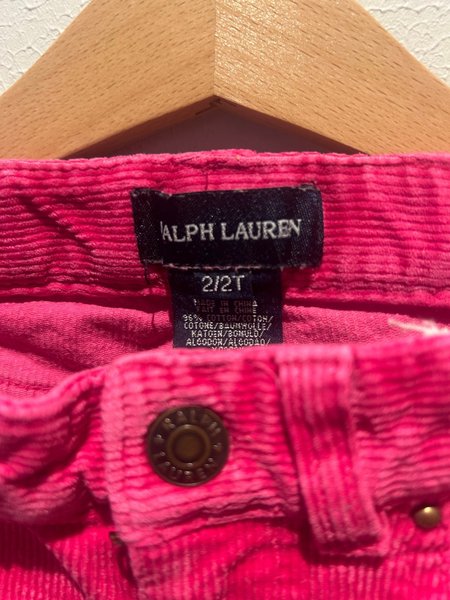 RALPH LAUREN
2/2T
MADE IN CHINA
FAIT EN CHINE
96% COTTON/COTON/
COTONE/BAUMWOLLE/
KATOEN/BOMULD/
ALGODON/ALGODAO/
RALPH
LAUREN